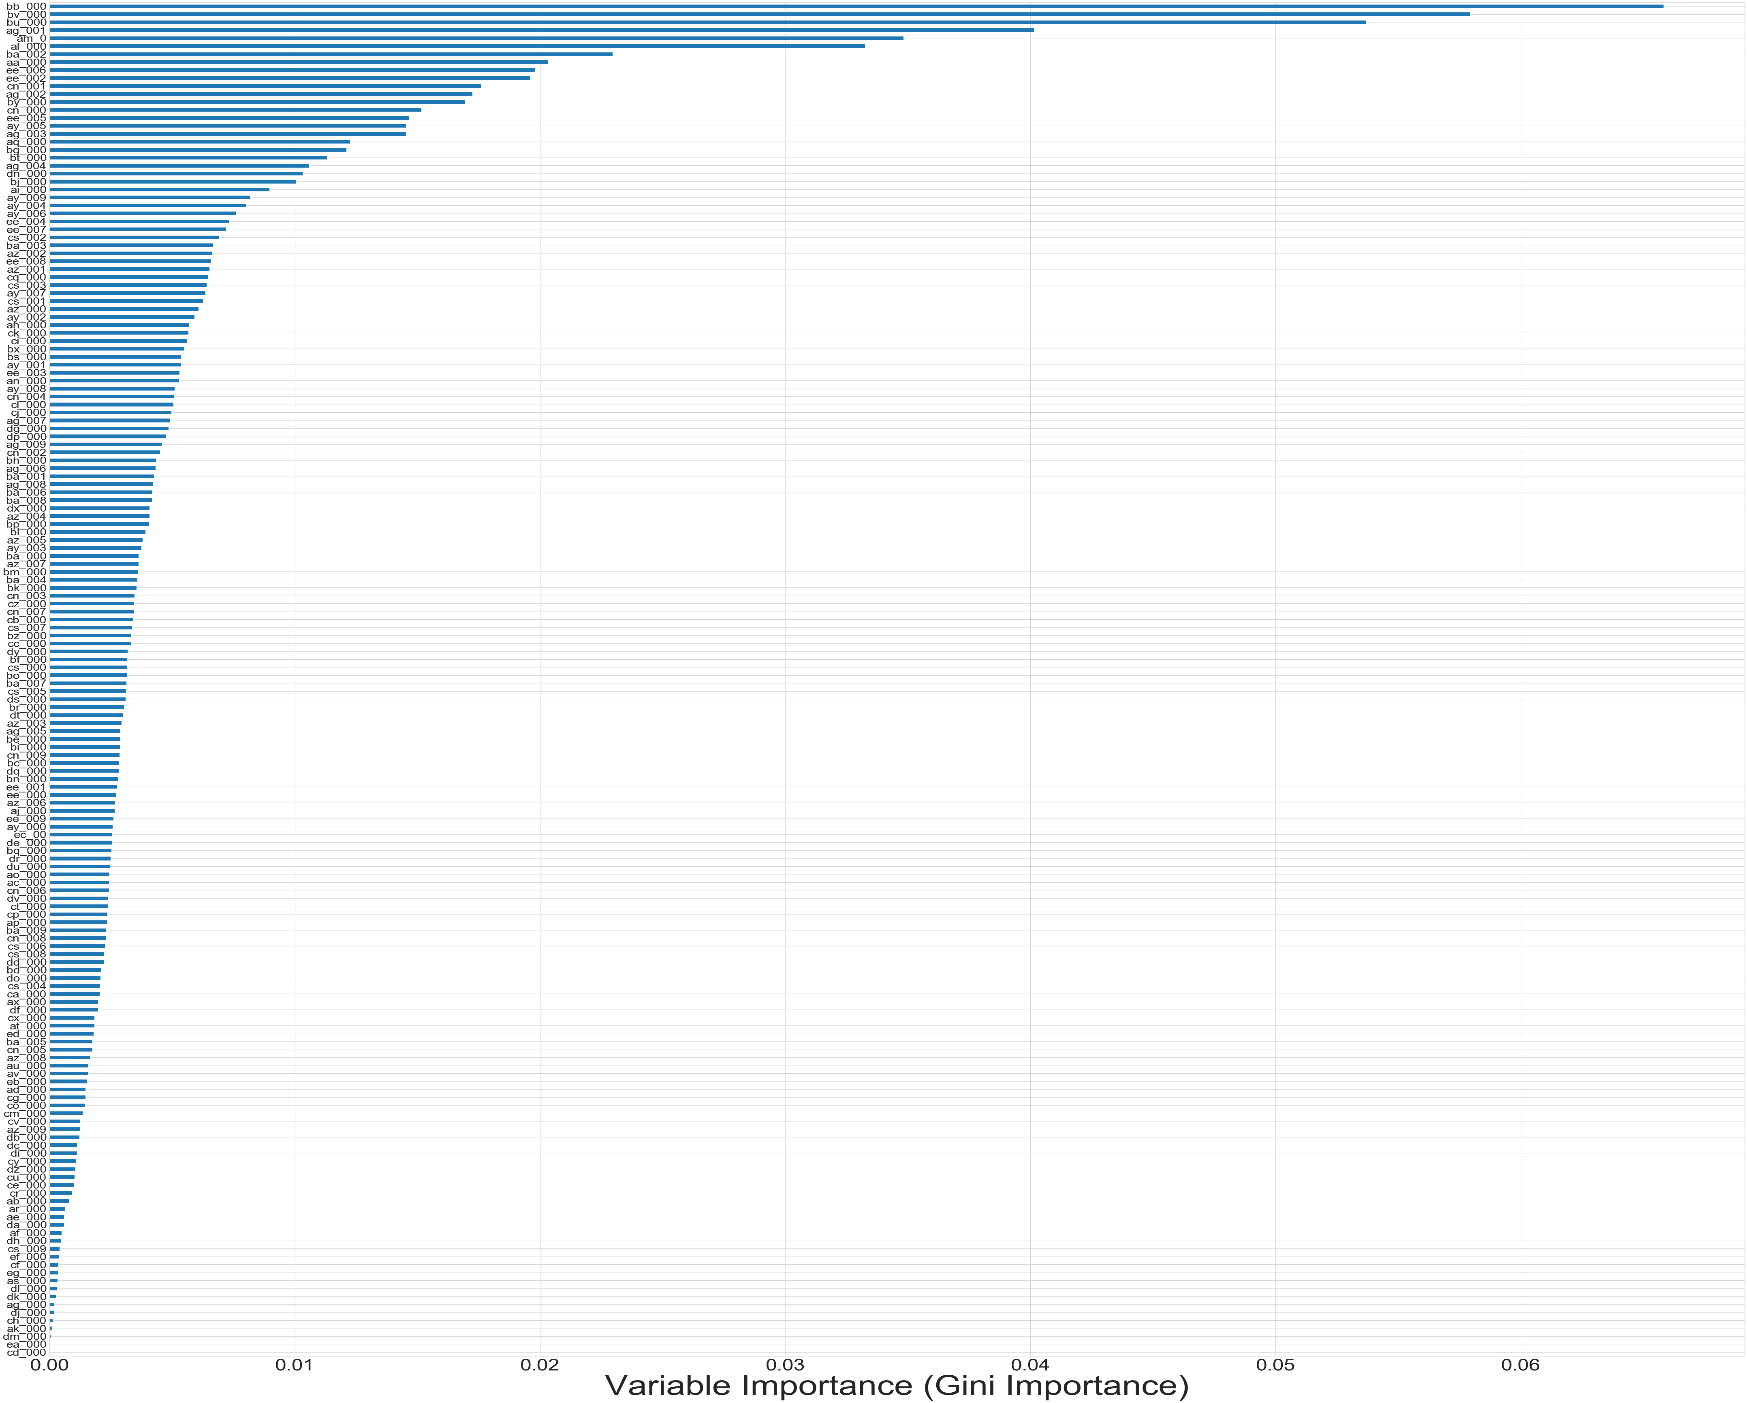 bb_000
bv_000
bu_000
ag_001
am_0
al_000
ba_002
aa_000
ee_006
ee_002
cn_001
ag_002
by_000
cn_000
ee_005
ay_005
ag_003
aq_000
bg_000
bt_000
ag_004
dn_000
bj_000
ai_000
ay_009
ay_004
ay_006
ee_004
ee_007
cs_002
ba_003
az_002
ee_008
az_001
cq_000
cs_003
ay_007
cs_001
az_000
ay_002
ah_000
ck_000
ci_000
bx_000
bs_000
ay_001
ee_003
an_000
ay_008
cn_004
cl_000
cj_000
ag_007
dg_000
dp_000
ag_009
cn_002
bh_000
ag_006
ba_001
ag_008
ba_006
ba_008
dx_000
az_004
bp_000
bl_000
az_005
ay_003
ba_000
az_007
bm_000
ba_004
bk_000
cn_003
cz_000
cn_007
cb_000
cs_007
bz_000
cc_000
dy_000
bf_000
cs_000
bo_000
ba_007
cs_005
ds_000
br_000
dt_000
az_003
ag_005
be_000
bi_000
cn_009
bc_000
dq_000
bn_000
ee_001
ee_000
az_006
aj_000
ee_009
ay_000
ec_00
de_000
bq_000
dr_000
du_000
ao_000
ac_000
cn_006
dv_000
ct_000
cp_000
ap_000
ba_009
cn_008
cs_006
cs_008
dd_000
bd_000
do_000
cs_004
ca_000
ax_000
df_000
cx_000
at_000
ed_000
ba_005
cn_005
az_008
au_000
av_000
eb_000
ad_000
cg_000
co_000
cm_000
cv_000
az_009
db_000
dc_000
di_000
cy_000
dz_000
cu_000
ce_000
cr_000
ab_000
ar_000
ae_000
da_000
af_000
dh_000
cs_009
ef_000
cf_000
eg_000
as_000
dl_000
dk_000
ag_000
dj_000
ch_000
ak_000
dm_000
ea_000
cd_000
0.00 0.01 0.02 0.03 0.04 0.05 0.06
Variable Importance (Gini Importance)